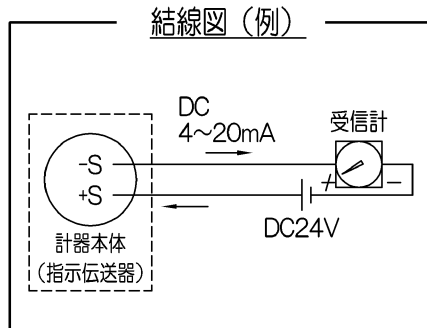 結線図（例）
DC
4～20mA
受信計
-S
+S
+
−
DC24V
計器本体
（指示伝送器）